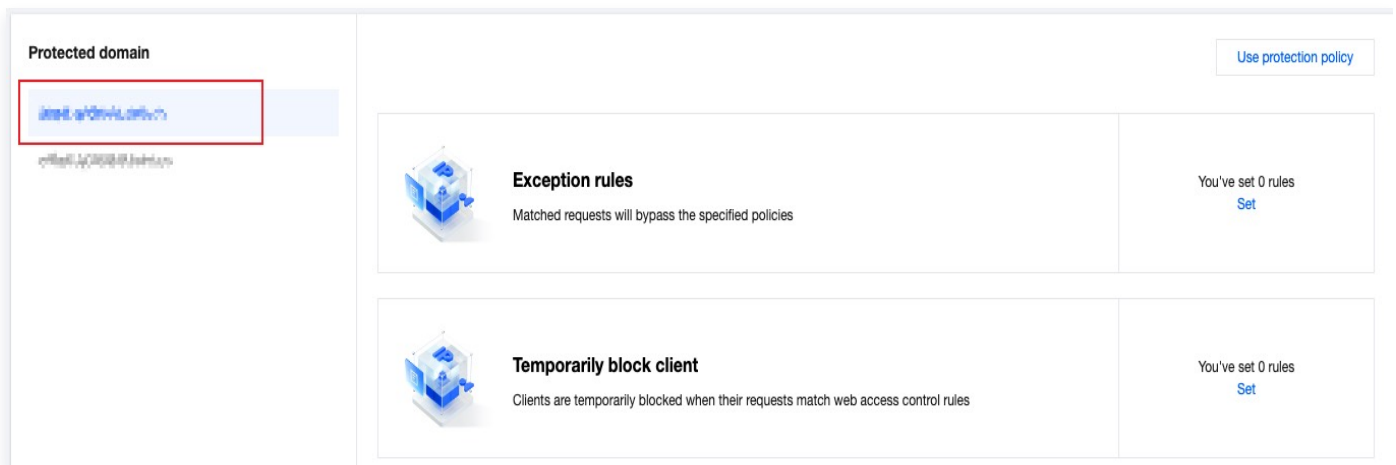 Protected domain
Use protection policy
Exception rules
Matched requests will bypass the specified policies
You've set 0 rules
Set
Temporarily block client
Clients are temporarily blocked when their requests match web access control rules
You've set 0 rules
Set